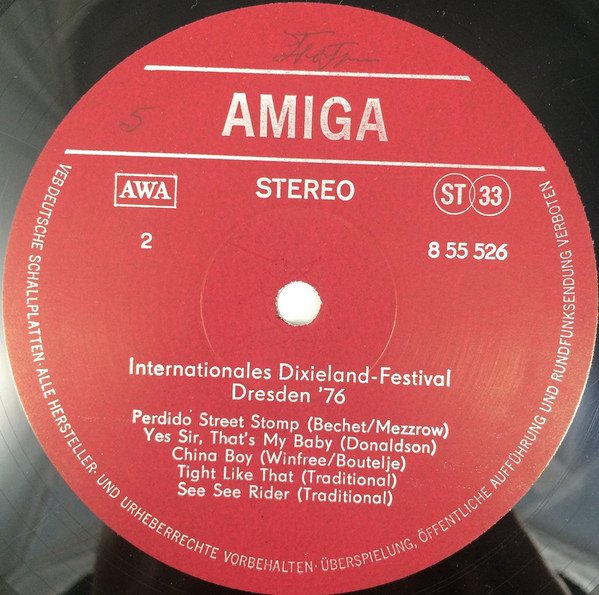 5
AMIGA
AWA
STEREO
ST 33
2
8 55 526
Internationales Dixieland-Festival
Dresden '76
Perdido Street Stomp (Bechet/Mezzrow)
Yes Sir, That's My Baby (Donaldson)
China Boy (Winfree/Boutelje)
Tight Like That (Traditional)
See See Rider (Traditional)
VEB DEUTSCHE SCHALLPLATTEN · ALLE HERSTELLER- UND URHEBERRECHTE VORBEHALTEN · ÜBERSPIELUNG, ÖFFENTLICHE AUFFÜHRUNG UND RUNDFUNKSENDUNG VERBOTEN